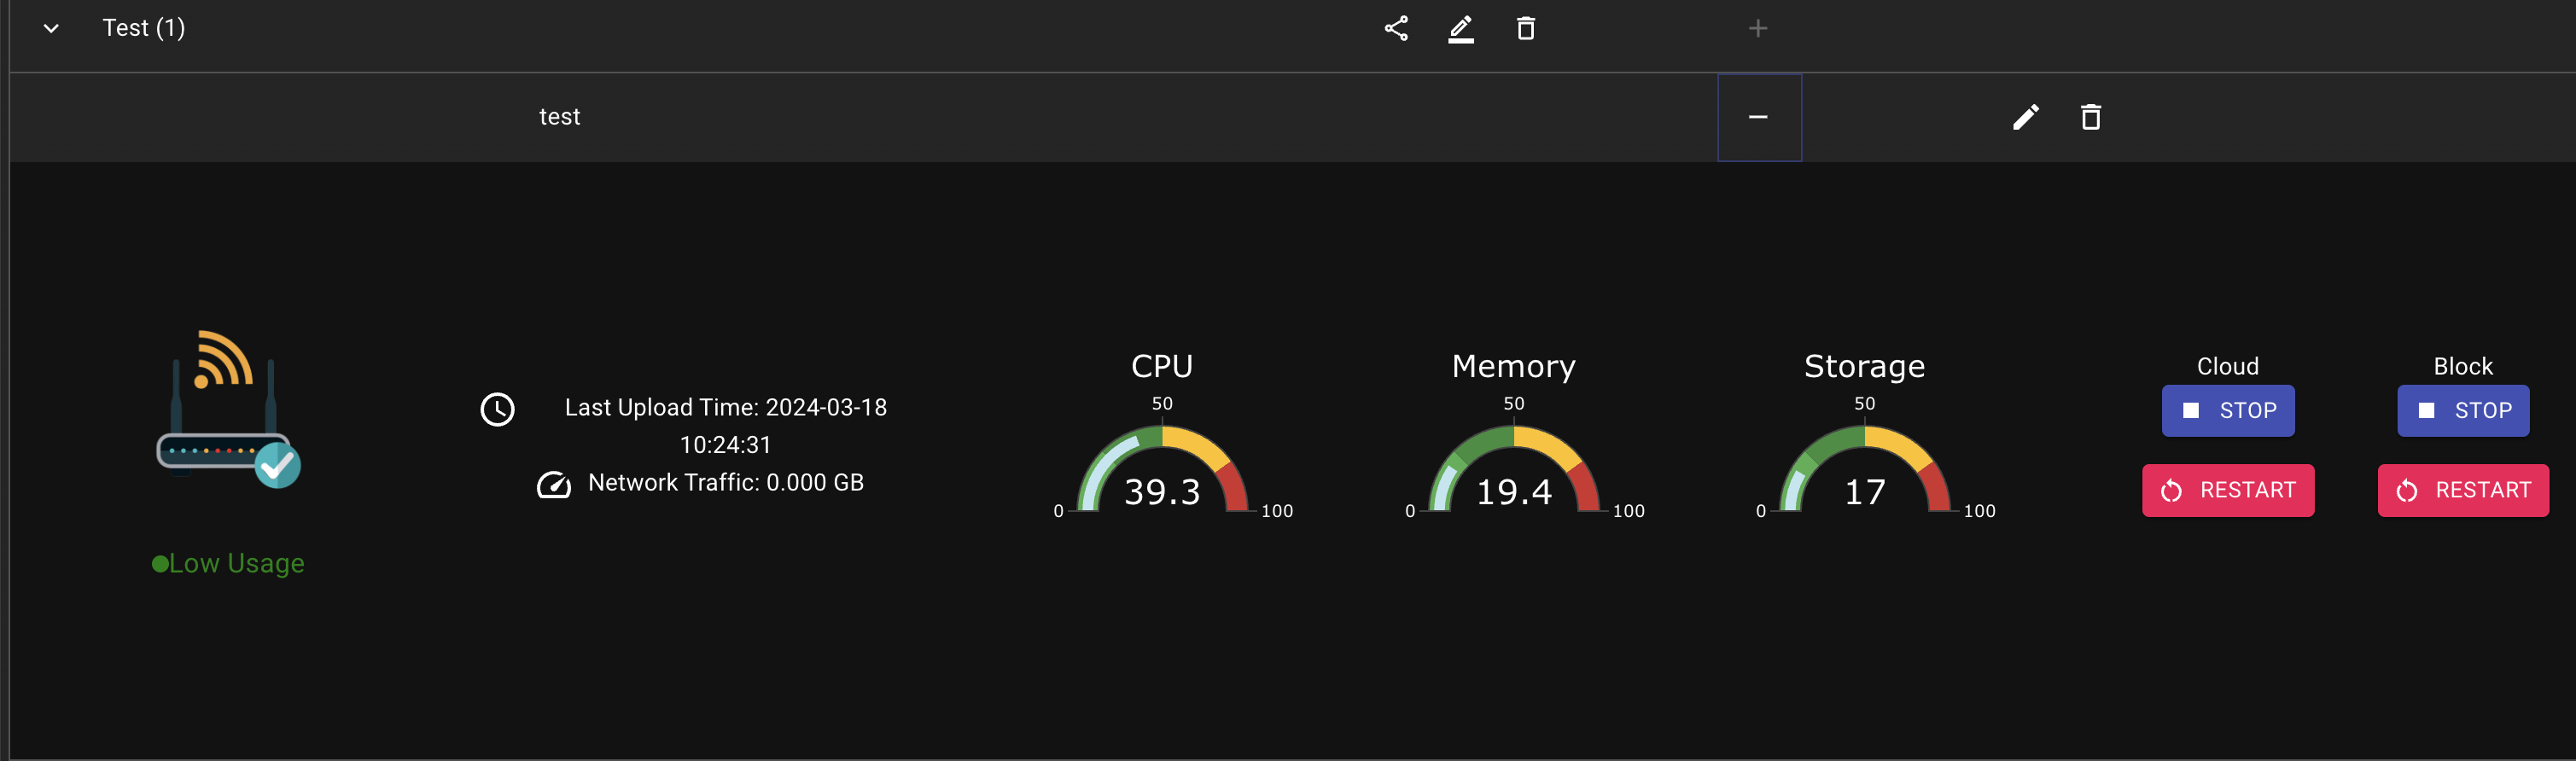 Test (1)
test
Last Upload Time: 2024-03-18
10:24:31
Network Traffic: 0.000 GB
Low Usage
CPU
50
39.3
0
100
Memory
50
19.4
0
100
Storage
50
17
0
100
Cloud
STOP
RESTART
Block
STOP
RESTART